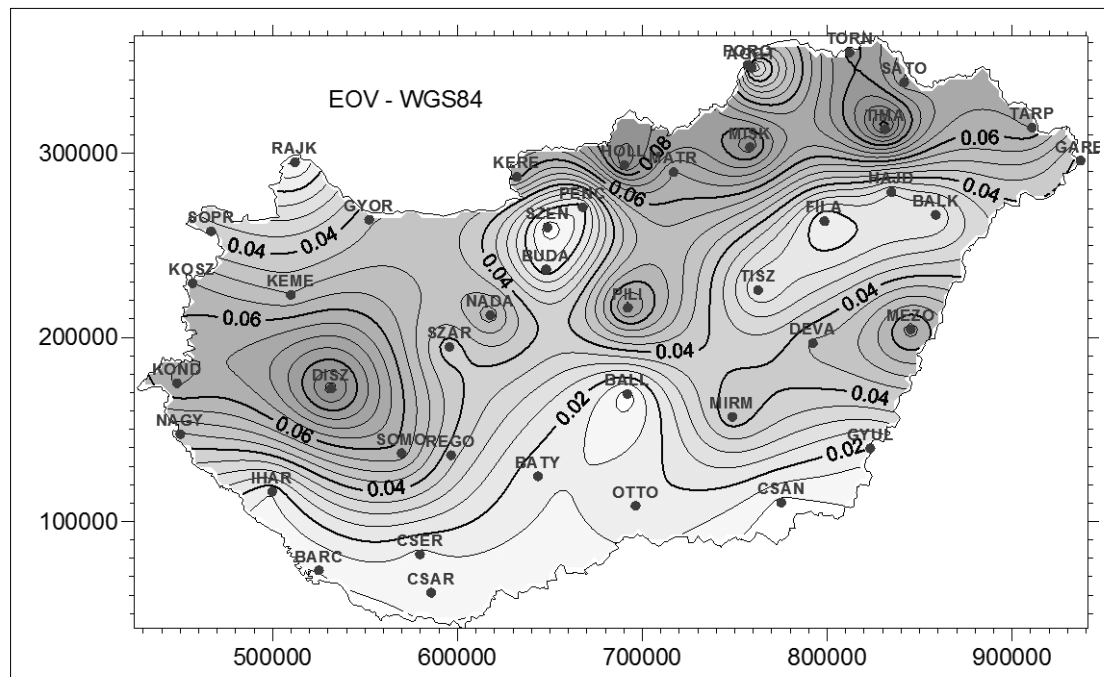 TORN
SATO
EOV - WGS84
TIMA
TARP
MISK
0.08
0.06
300000
RAJK
KERE
HOLL
MATR
GARE
0.06
PENC
HAJD
0.04
SOPR
GYOR
SZEN
FILA
BALK
0.04
0.04
KOSZ
KEME
BUDA
0.04
TISZ
NADA
PILI
0.04
0.06
MEZO
200000
SZAR
DEVA
0.04
KOND
DISZ
BALL
0.02
MIRM
0.04
NAGY
0.06
SOMO
REGO
GYUL
0.02
IHAR
0.04
BATY
OTTO
CSAN
100000
CSER
BARC
CSAR
500000 600000 700000 800000 900000